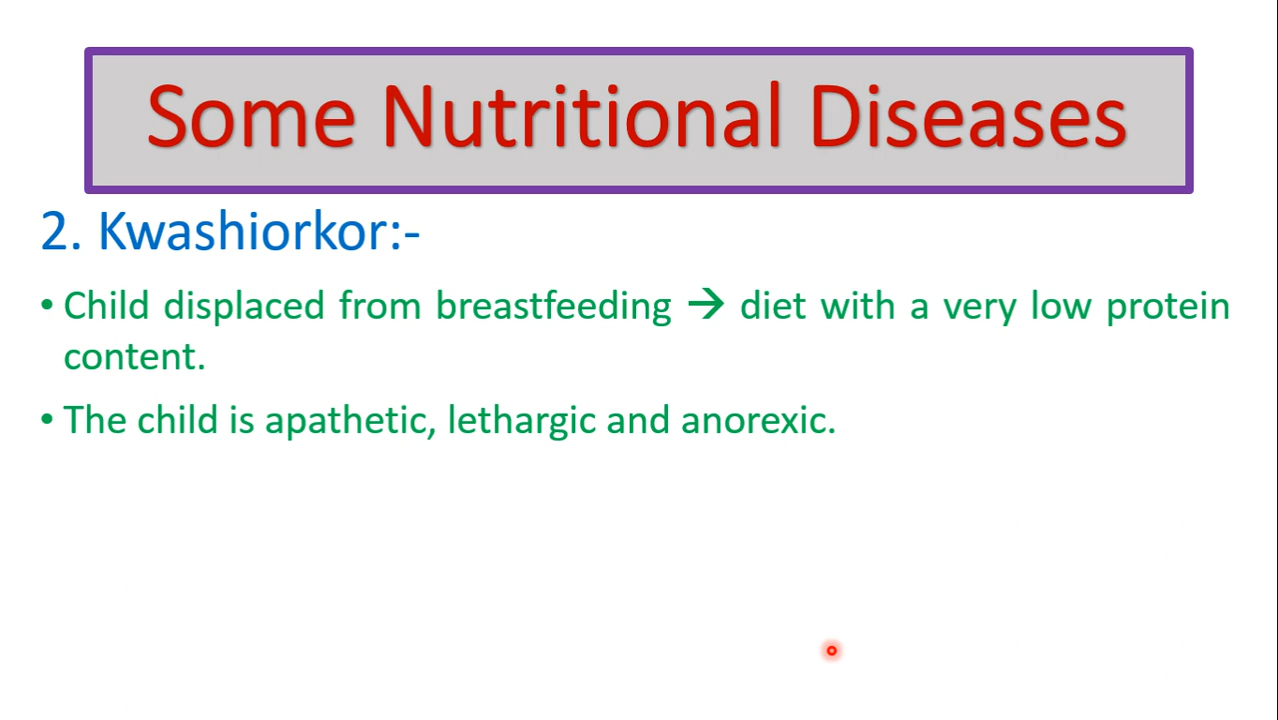 Some Nutritional Diseases
2. Kwashiorkor:-
• Child displaced from breastfeeding → diet with a very low protein
content.
• The child is apathetic, lethargic and anorexic.